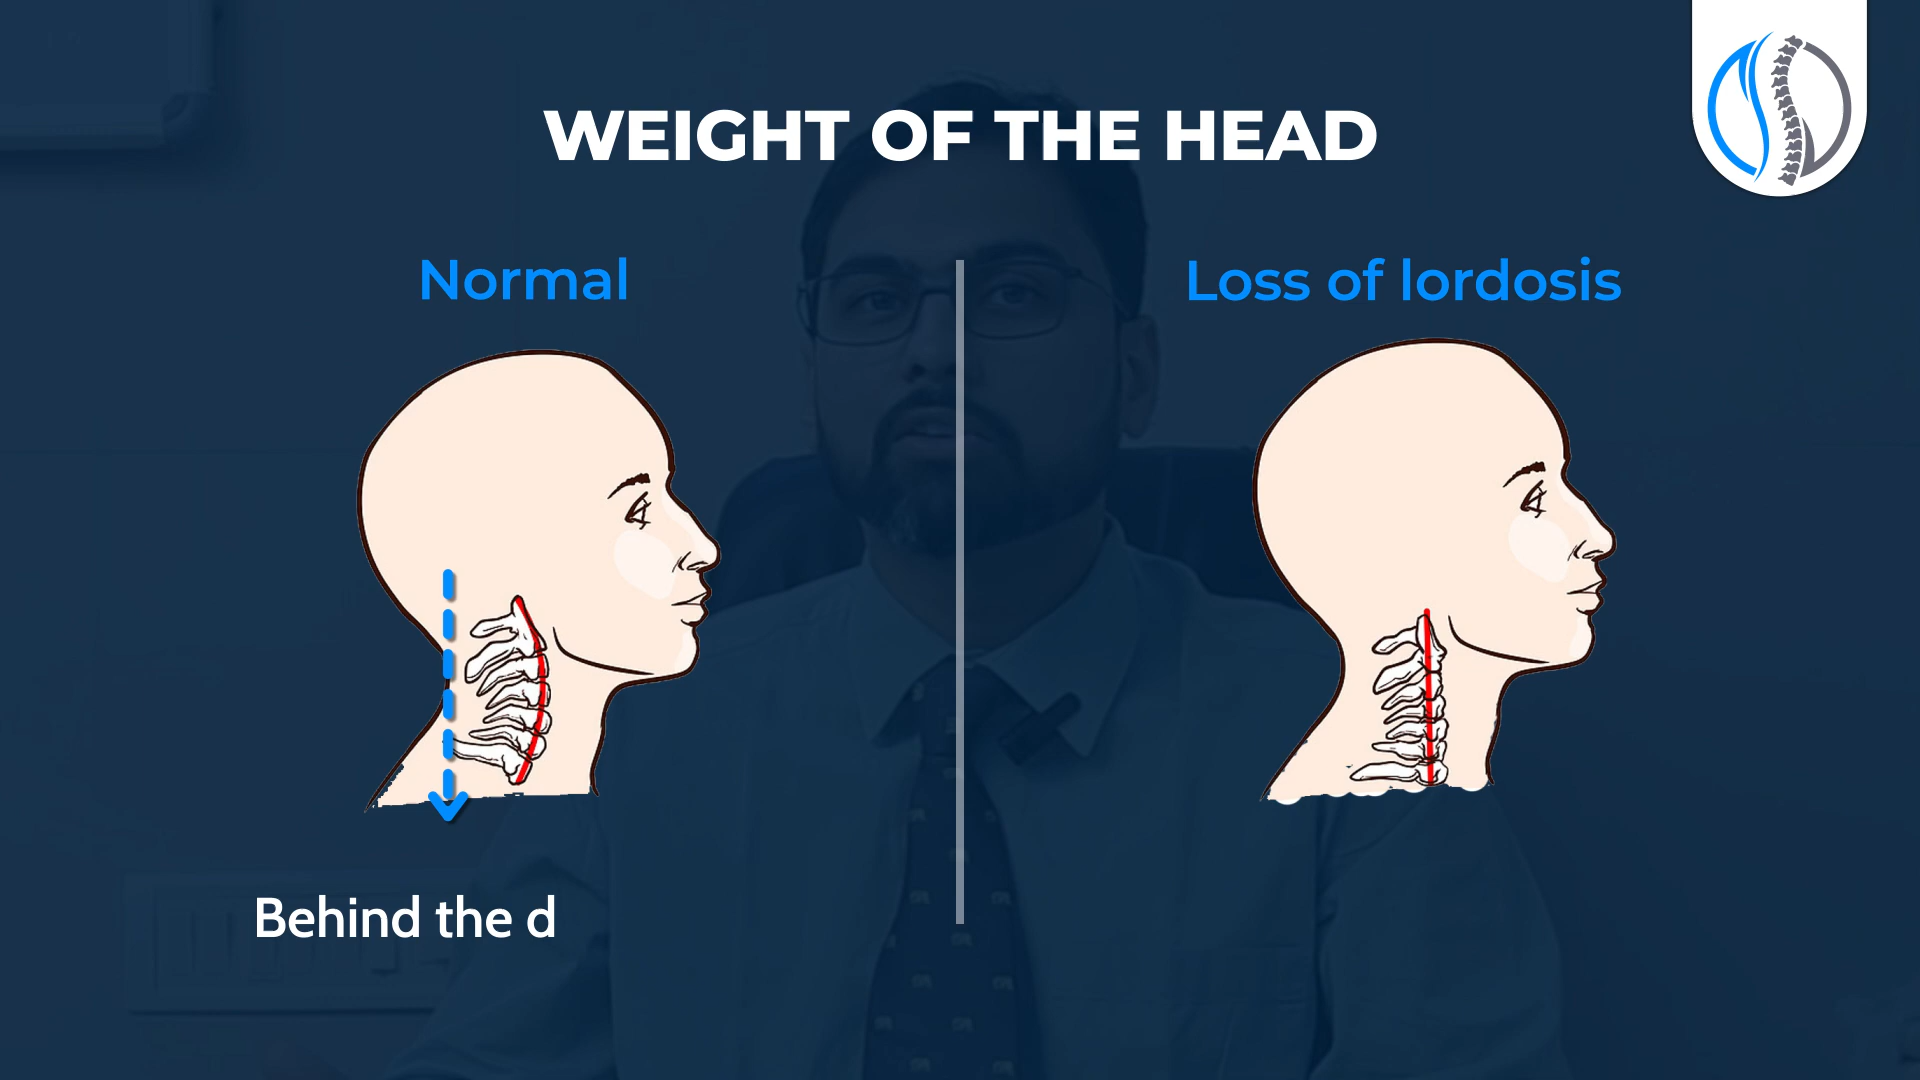 WEIGHT OF THE HEAD
Normal
Loss of lordosis
Behind the d